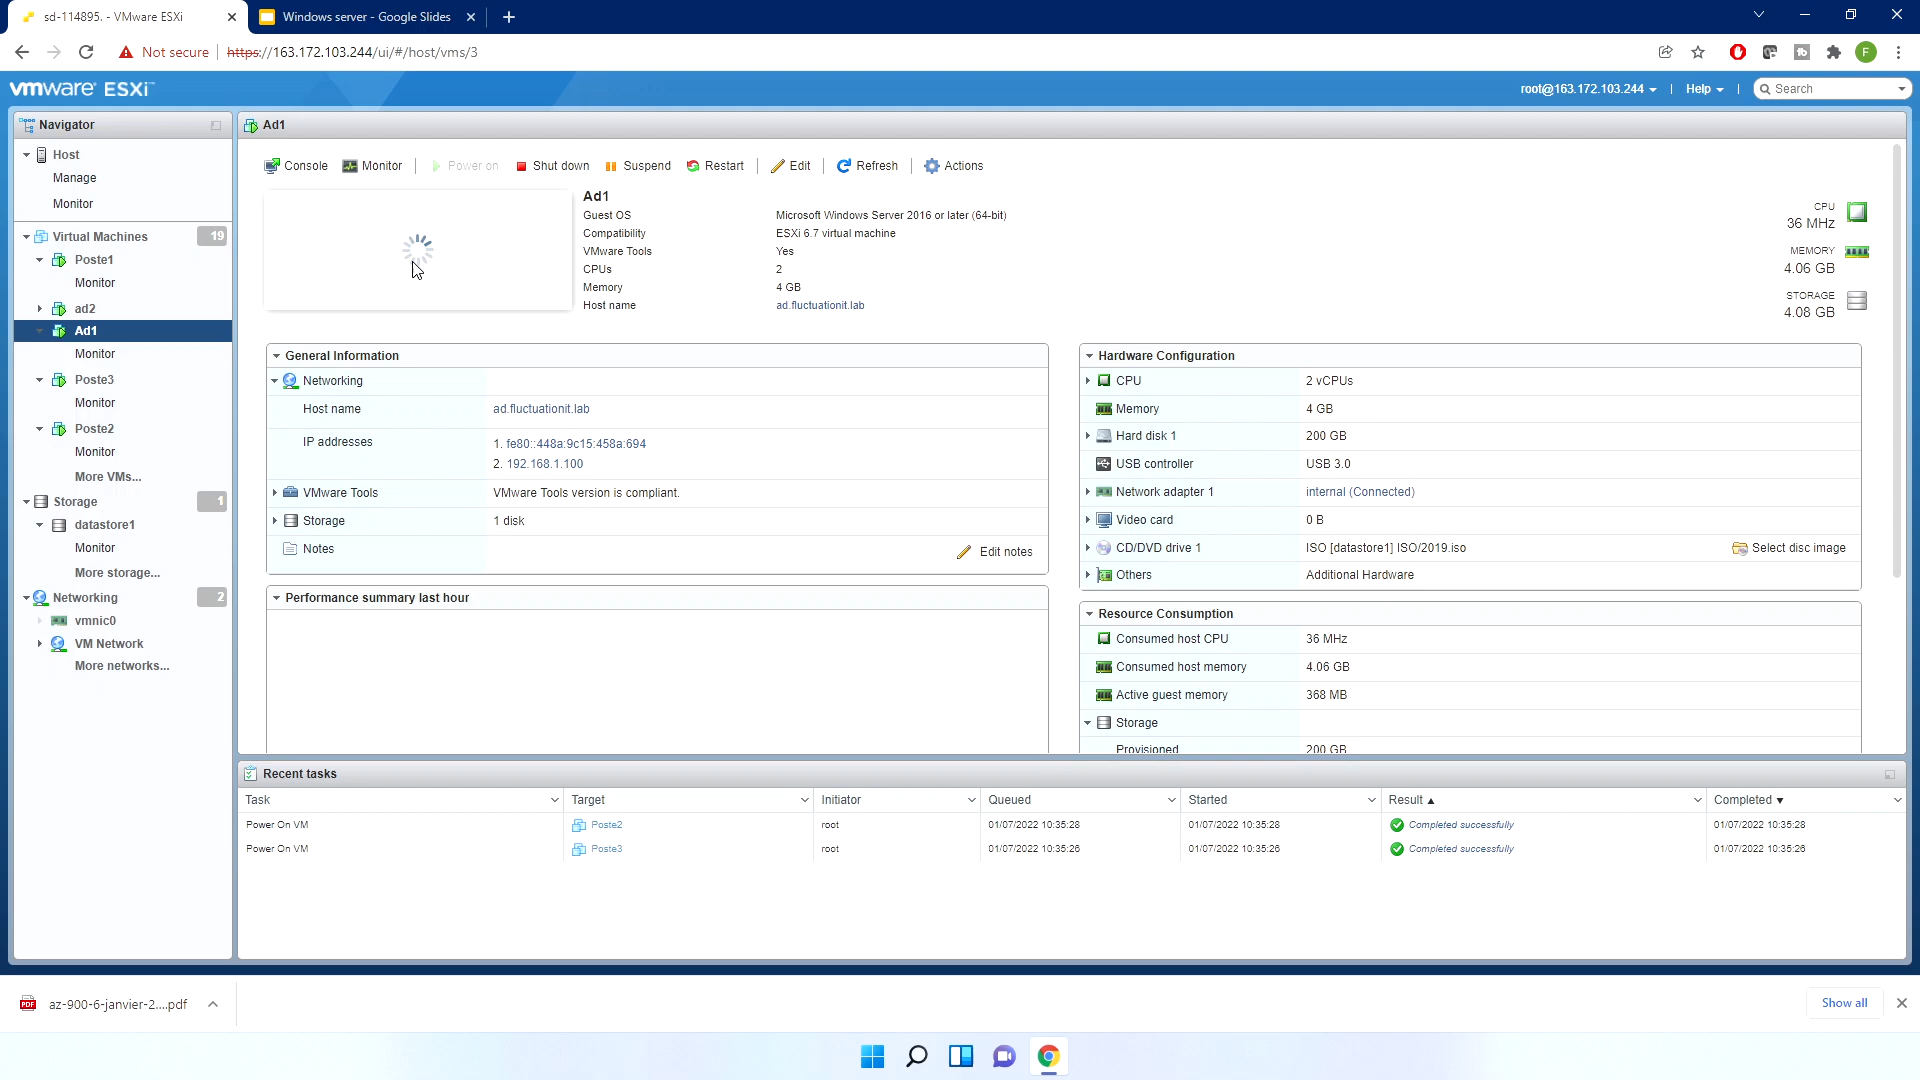 sd-114895. - VMware ESXi
Windows server - Google Slides
Not secure
https://163.172.103.244/ui/#/host/vms/3
F
vmware ESXi™
root@163.172.103.244
Help
Search
Navigator
Host
Manage
Monitor
Virtual Machines 19
Poste1
Monitor
ad2
Ad1
Monitor
Poste3
Monitor
Poste2
Monitor
More VMs...
Storage 1
datastore1
Monitor
More storage...
Networking 2
vmnic0
VM Network
More networks...
Ad1
Console Monitor Power on Shut down Suspend Restart Edit Refresh Actions
Ad1
Guest OS Microsoft Windows Server 2016 or later (64-bit)
Compatibility ESXi 6.7 virtual machine
VMware Tools Yes
CPUs 2
Memory 4 GB
Host name ad.fluctuationit.lab
CPU
36 MHz
MEMORY
4.06 GB
STORAGE
4.08 GB
General Information
Networking
Host name ad.fluctuationit.lab
IP addresses 1. fe80::448a:9c15:458a:694
2. 192.168.1.100
VMware Tools VMware Tools version is compliant.
Storage 1 disk
Notes Edit notes
Performance summary last hour
Hardware Configuration
CPU 2 vCPUs
Memory 4 GB
Hard disk 1 200 GB
USB controller USB 3.0
Network adapter 1 internal (Connected)
Video card 0 B
CD/DVD drive 1 ISO [datastore1] ISO/2019.iso Select disc image
Others Additional Hardware
Resource Consumption
Consumed host CPU 36 MHz
Consumed host memory 4.06 GB
Active guest memory 368 MB
Storage
Provisioned 200 GB
Recent tasks
Task Target Initiator Queued Started Result Completed
Power On VM Poste2 root 01/07/2022 10:35:28 01/07/2022 10:35:28 Completed successfully 01/07/2022 10:35:28
Power On VM Poste3 root 01/07/2022 10:35:26 01/07/2022 10:35:26 Completed successfully 01/07/2022 10:35:26
PDF az-900-6-janvier-2....pdf
Show all